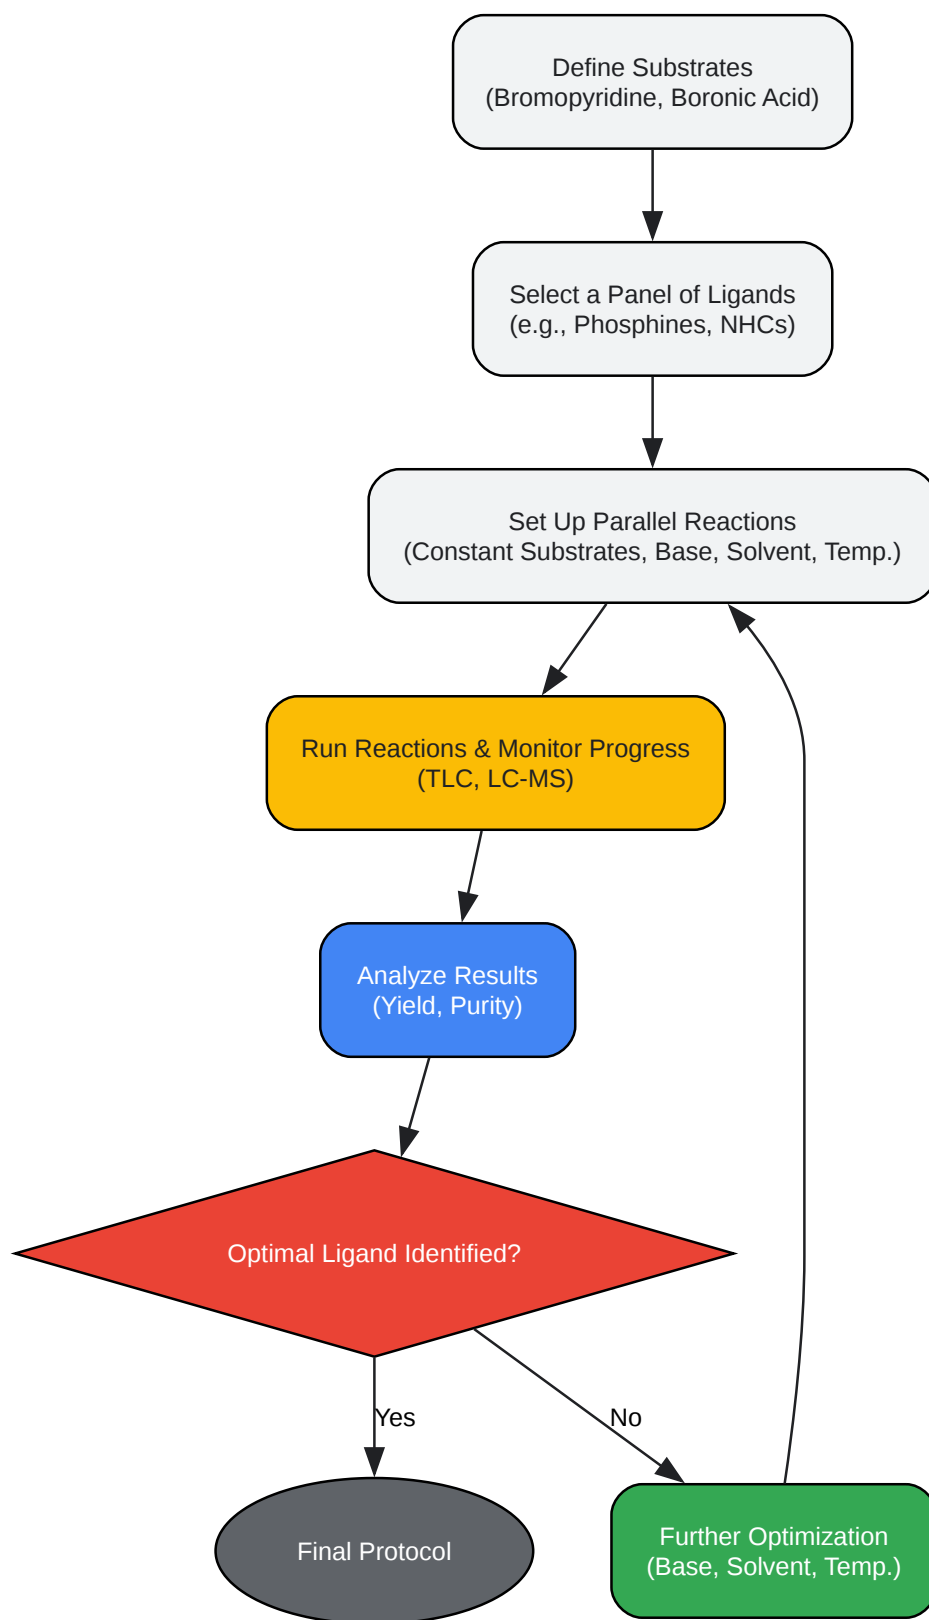 Define Substrates
(Bromopyridine, Boronic Acid)
Select a Panel of Ligands
(e.g., Phosphines, NHCs)
Set Up Parallel Reactions
(Constant Substrates, Base, Solvent, Temp.)
Run Reactions & Monitor Progress
(TLC, LC-MS)
Analyze Results
(Yield, Purity)
Optimal Ligand Identified?
Yes
No
Final Protocol
Further Optimization
(Base, Solvent, Temp.)